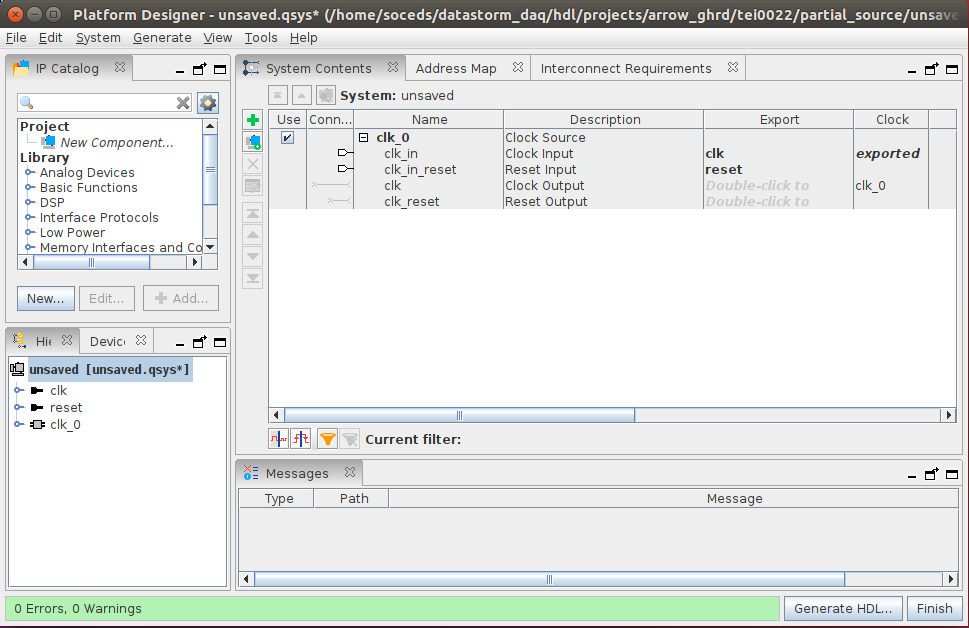 Platform Designer - unsaved.qsys* (/home/soceds/datastorm_daq/hdl/projects/arrow_ghrd/tei0022/partial_source/unsave
File Edit System Generate View Tools Help
IP Catalog
Project
New Component...
Library
Analog Devices
Basic Functions
DSP
Interface Protocols
Low Power
Memory Interfaces and Co
New... Edit... Add...
Hie Device
unsaved [unsaved.qsys*]
clk
reset
clk_0
System Contents Address Map Interconnect Requirements
System: unsaved
Use Conn... Name Description Export Clock
clk_0 Clock Source
clk_in Clock Input clk exported
clk_in_reset Reset Input reset
clk Clock Output Double-click to clk_0
clk_reset Reset Output Double-click to
Current filter:
Messages
Type Path Message
0 Errors, 0 Warnings Generate HDL... Finish